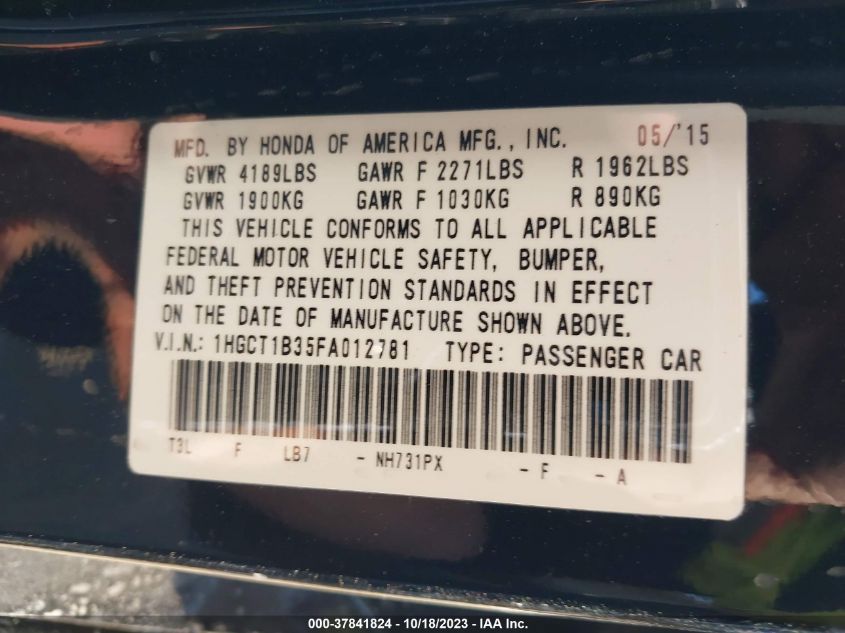 MFD. BY HONDA OF AMERICA MFG., INC. 05/'15
GVWR 4189LBS GAWR F 2271LBS R 1962LBS
GVWR 1900KG GAWR F 1030KG R 890KG
THIS VEHICLE CONFORMS TO ALL APPLICABLE
FEDERAL MOTOR VEHICLE SAFETY, BUMPER,
AND THEFT PREVENTION STANDARDS IN EFFECT
ON THE DATE OF MANUFACTURE SHOWN ABOVE.
V.I.N.: 1HGCT1B35FA012781 TYPE: PASSENGER CAR
T3L F LB7 - NH731PX - F - A
000-37841824 - 10/18/2023 - IAA Inc.